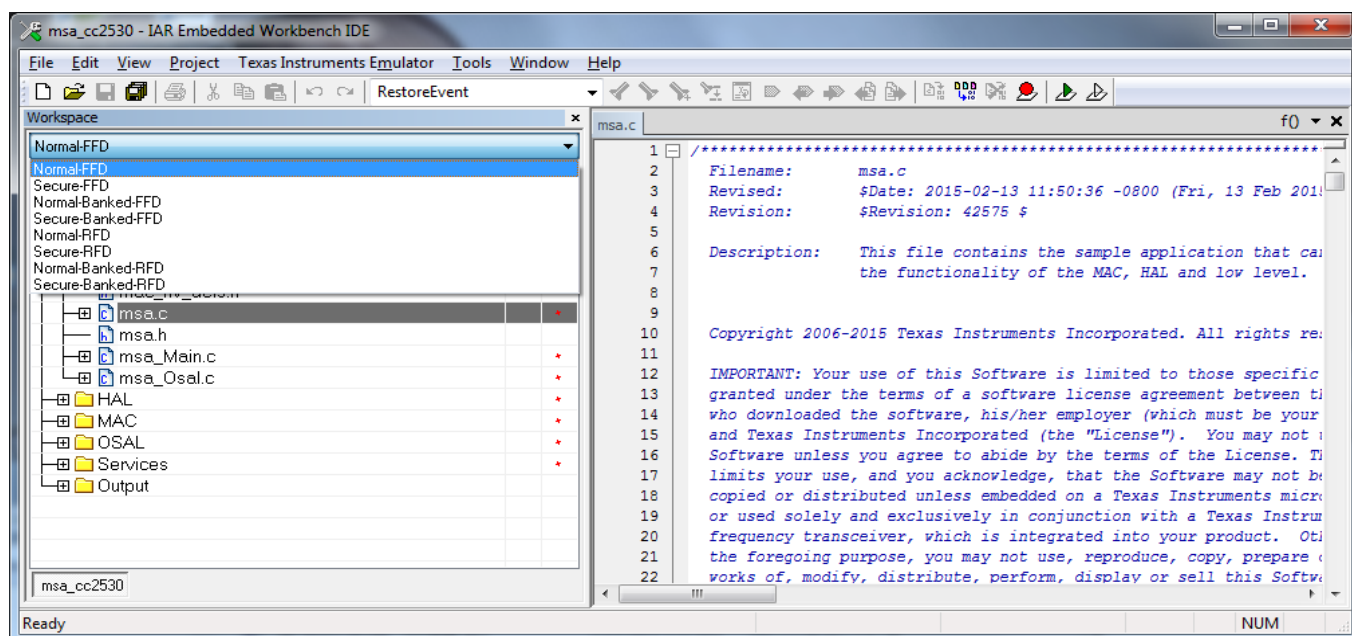 msa_cc2530 - IAR Embedded Workbench IDE
File Edit View Project Texas Instruments Emulator Tools Window Help
RestoreEvent
Workspace
Normal-FFD
Normal-FFD
Secure-FFD
Normal-Banked-FFD
Secure-Banked-FFD
Normal-RFD
Secure-RFD
Normal-Banked-RFD
Secure-Banked-RFD
msa.c
msa.h
msa_Main.c
msa_Osal.c
HAL
MAC
OSAL
Services
Output
msa_cc2530
msa.c f()
1 /******************************************************************
2 Filename: msa.c
3 Revised: $Date: 2015-02-13 11:50:36 -0800 (Fri, 13 Feb 201
4 Revision: $Revision: 42575 $
5
6 Description: This file contains the sample application that ca
7 the functionality of the MAC, HAL and low level.
8
9
10 Copyright 2006-2015 Texas Instruments Incorporated. All rights re
11
12 IMPORTANT: Your use of this Software is limited to those specific
13 granted under the terms of a software license agreement between t
14 who downloaded the software, his/her employer (which must be your
15 and Texas Instruments Incorporated (the "License"). You may not
16 Software unless you agree to abide by the terms of the License. T
17 limits your use, and you acknowledge, that the Software may not b
18 copied or distributed unless embedded on a Texas Instruments micr
19 or used solely and exclusively in conjunction with a Texas Instru
20 frequency transceiver, which is integrated into your product. Ot
21 the foregoing purpose, you may not use, reproduce, copy, prepare
22 works of, modify, distribute, perform, display or sell this Softw
Ready NUM